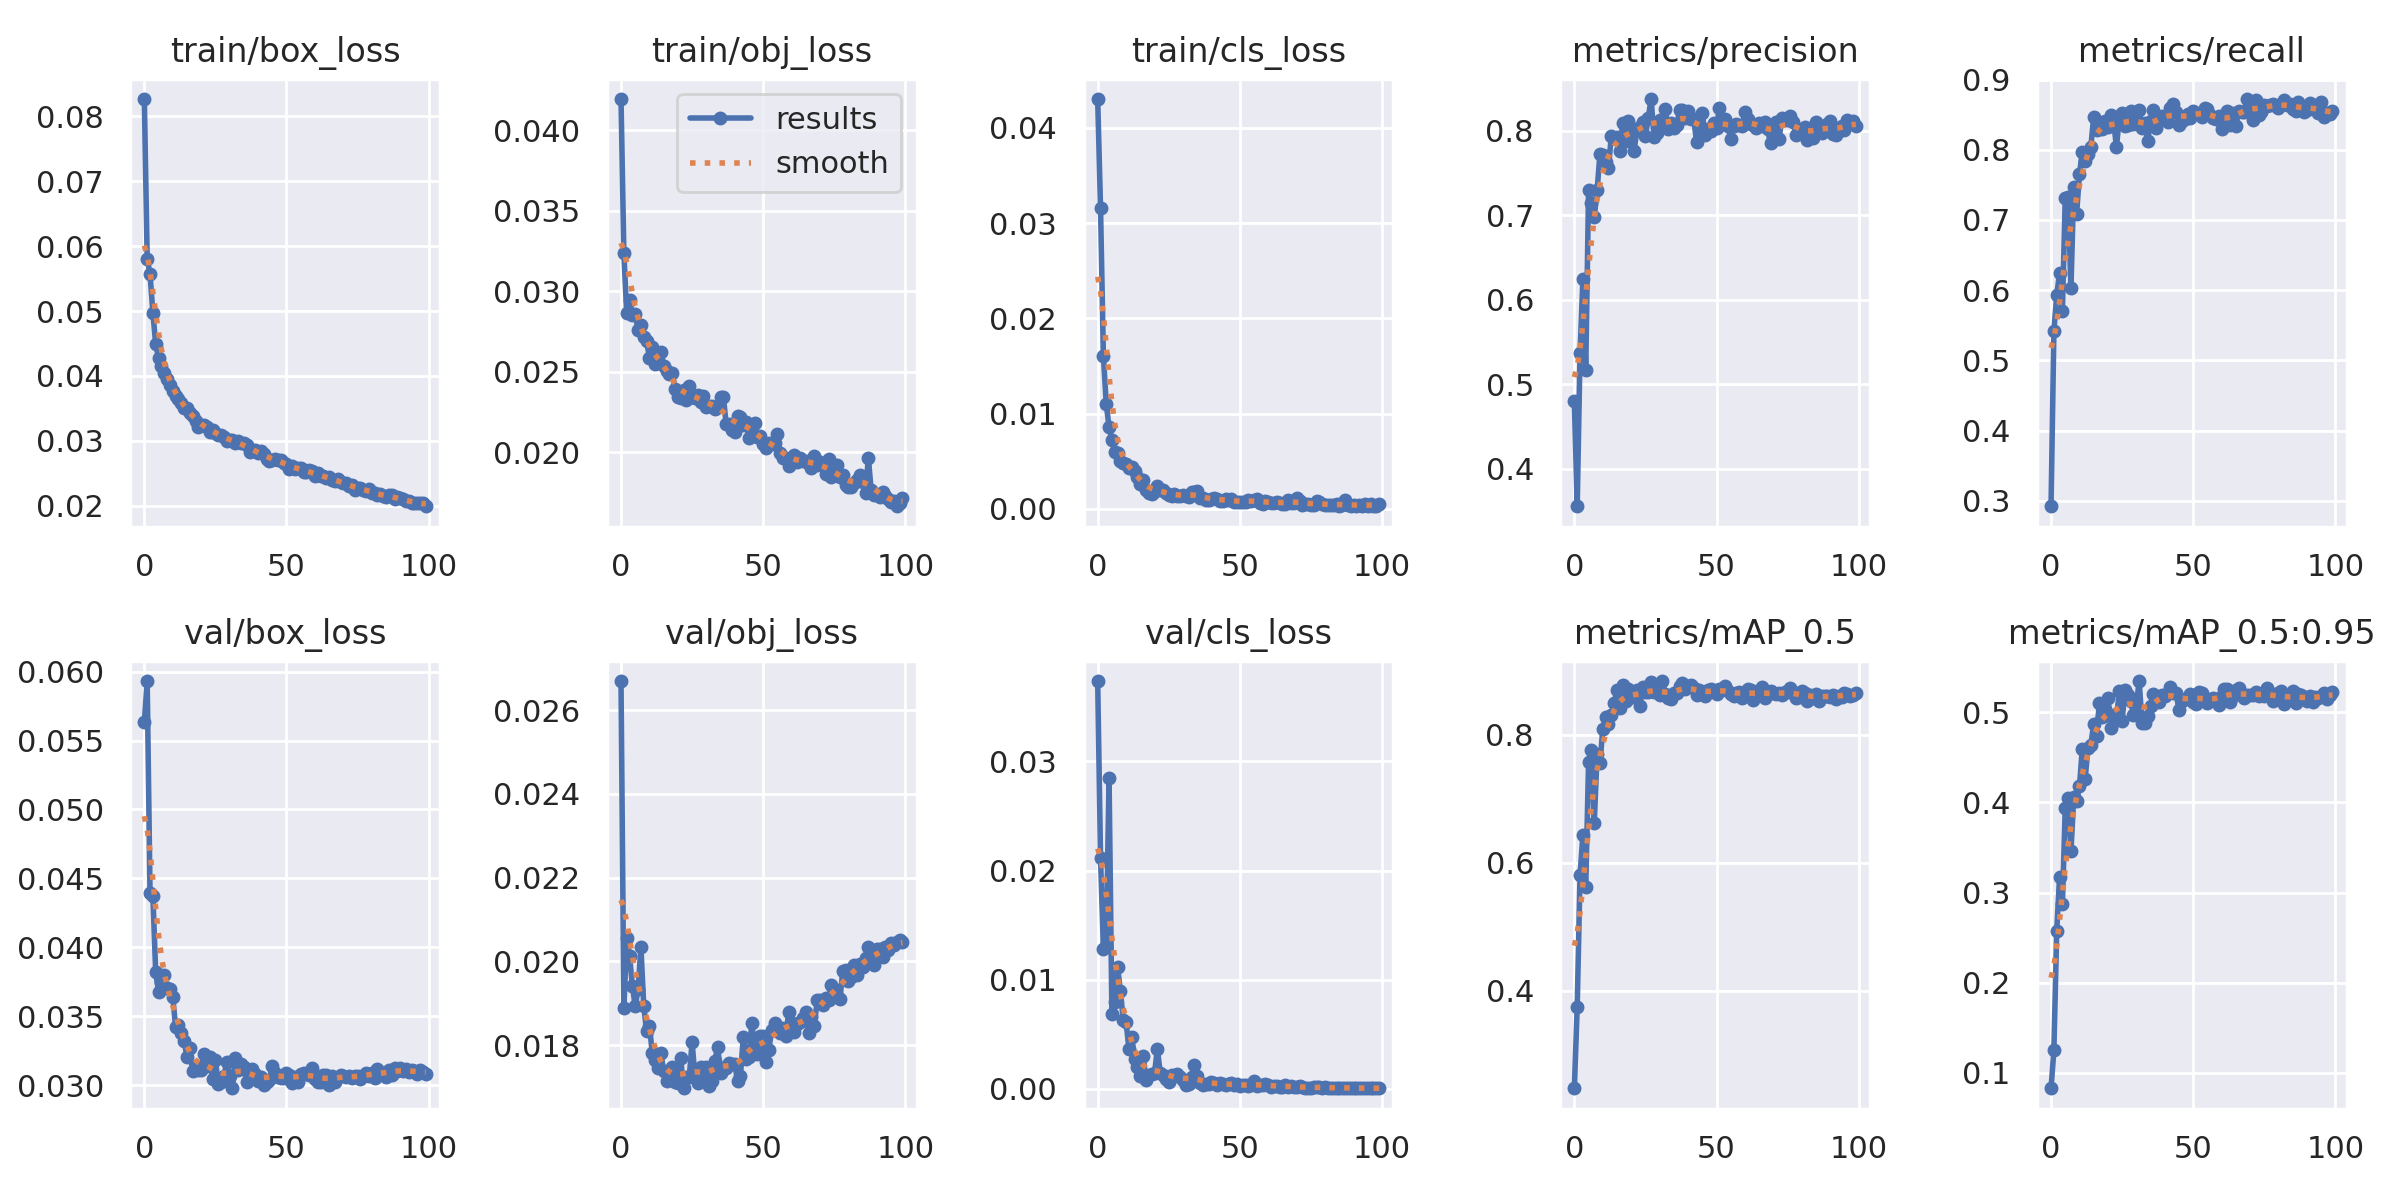 train/box_loss
train/obj_loss
train/cls_loss
metrics/precision
metrics/recall
0.08
0.07
0.06
0.05
0.04
0.03
0.02
0 50 100
0.040
0.035
0.030
0.025
0.020
results
smooth
0 50 100
0.04
0.03
0.02
0.01
0.00
0 50 100
0.8
0.7
0.6
0.5
0.4
0 50 100
0.9
0.8
0.7
0.6
0.5
0.4
0.3
0 50 100
val/box_loss
val/obj_loss
val/cls_loss
metrics/mAP_0.5
metrics/mAP_0.5:0.95
0.060
0.055
0.050
0.045
0.040
0.035
0.030
0 50 100
0.026
0.024
0.022
0.020
0.018
0 50 100
0.03
0.02
0.01
0.00
0 50 100
0.8
0.6
0.4
0 50 100
0.5
0.4
0.3
0.2
0.1
0 50 100